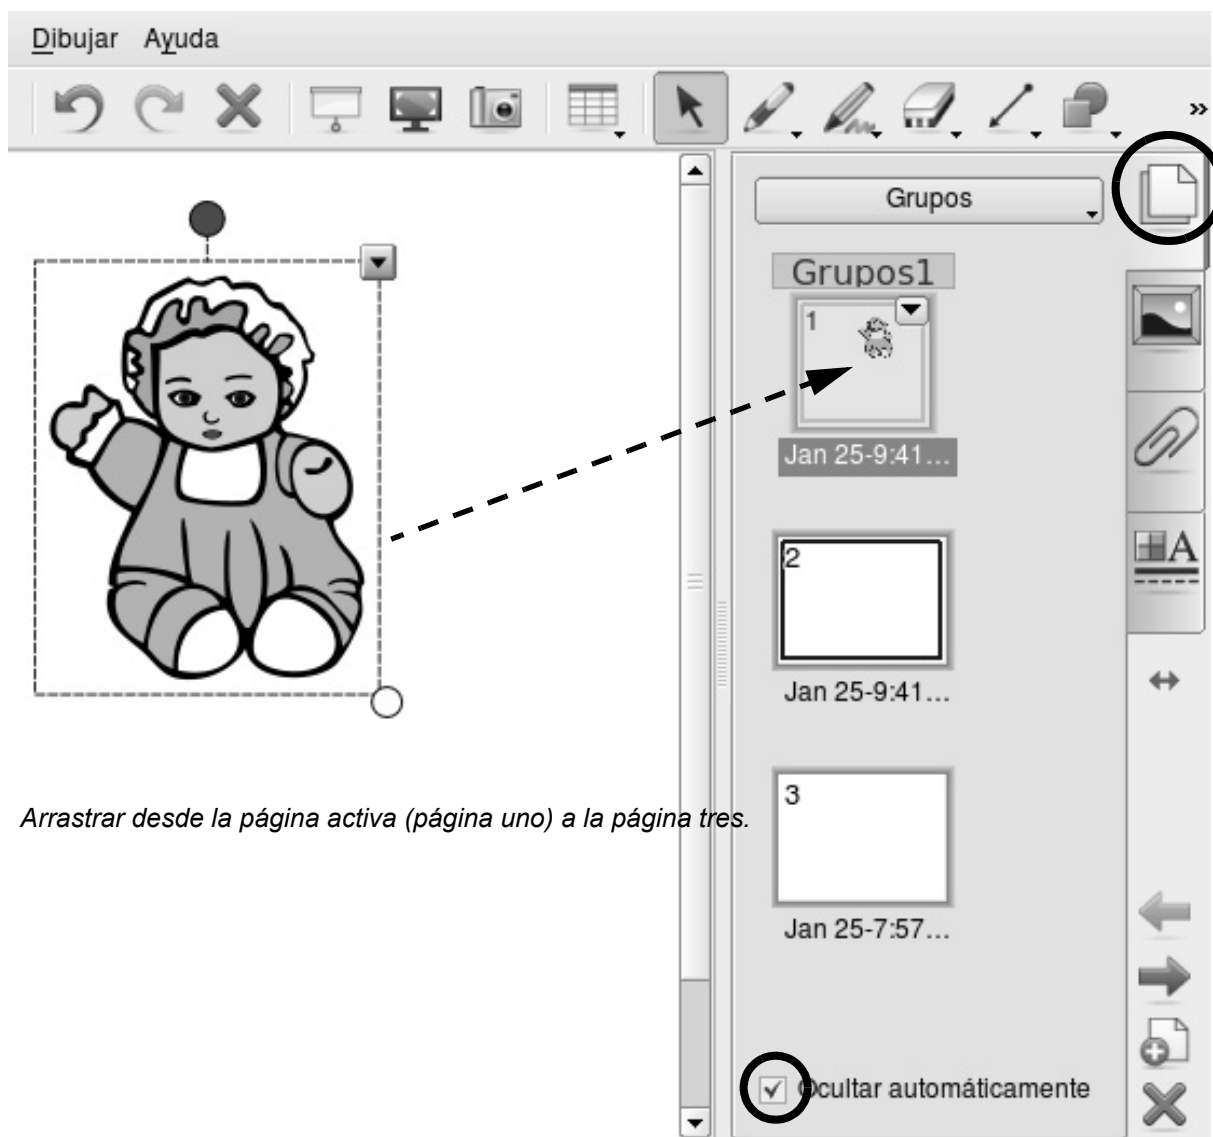 Dibujar Ayuda
Grupos
Grupos1
1
Jan 25-9:41...
2
Jan 25-9:41...
Arrastrar desde la página activa (página uno) a la página tres.
3
Jan 25-7:57...
Ocultar automáticamente
A